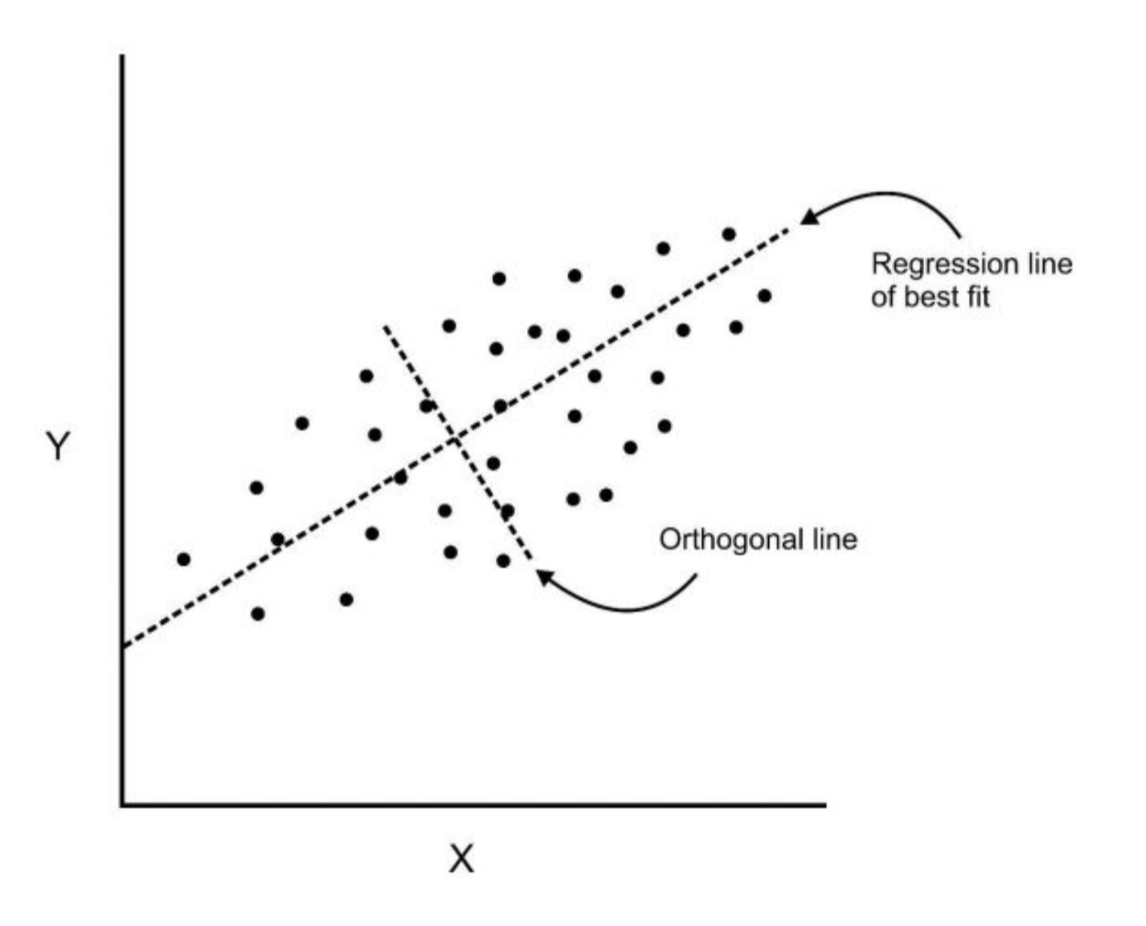 Regression line
of best fit
Y
Orthogonal line
X